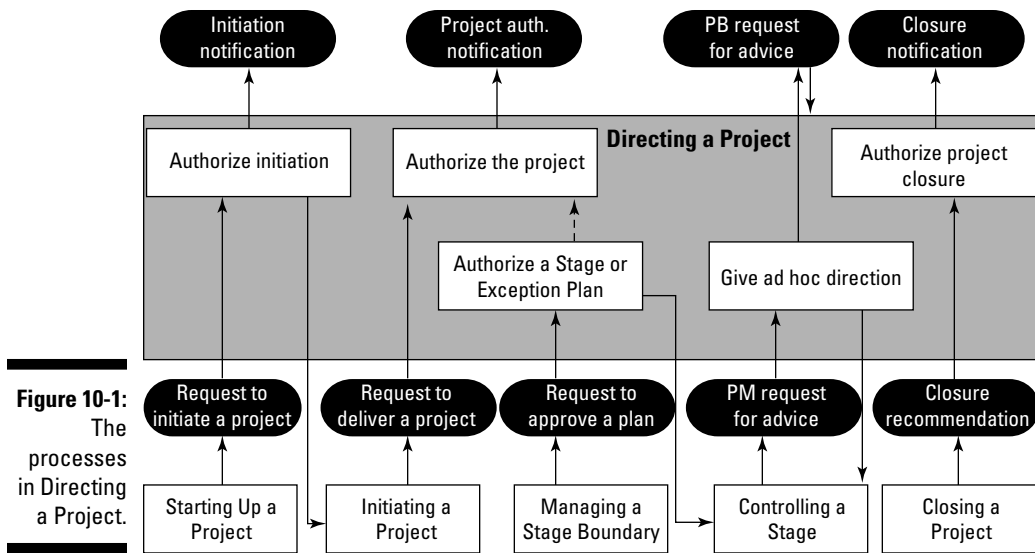 Initiation
notification
Project auth.
notification
PB request
for advice
Closure
notification
Directing a Project
Authorize initiation
Authorize the project
Authorize project
closure
Authorize a Stage or
Exception Plan
Give ad hoc direction
Figure 10-1:
The
processes
in Directing
a Project.
Request to
initiate a project
Request to
deliver a project
Request to
approve a plan
PM request
for advice
Closure
recommendation
Starting Up a
Project
Initiating a
Project
Managing a
Stage Boundary
Controlling a
Stage
Closing a
Project